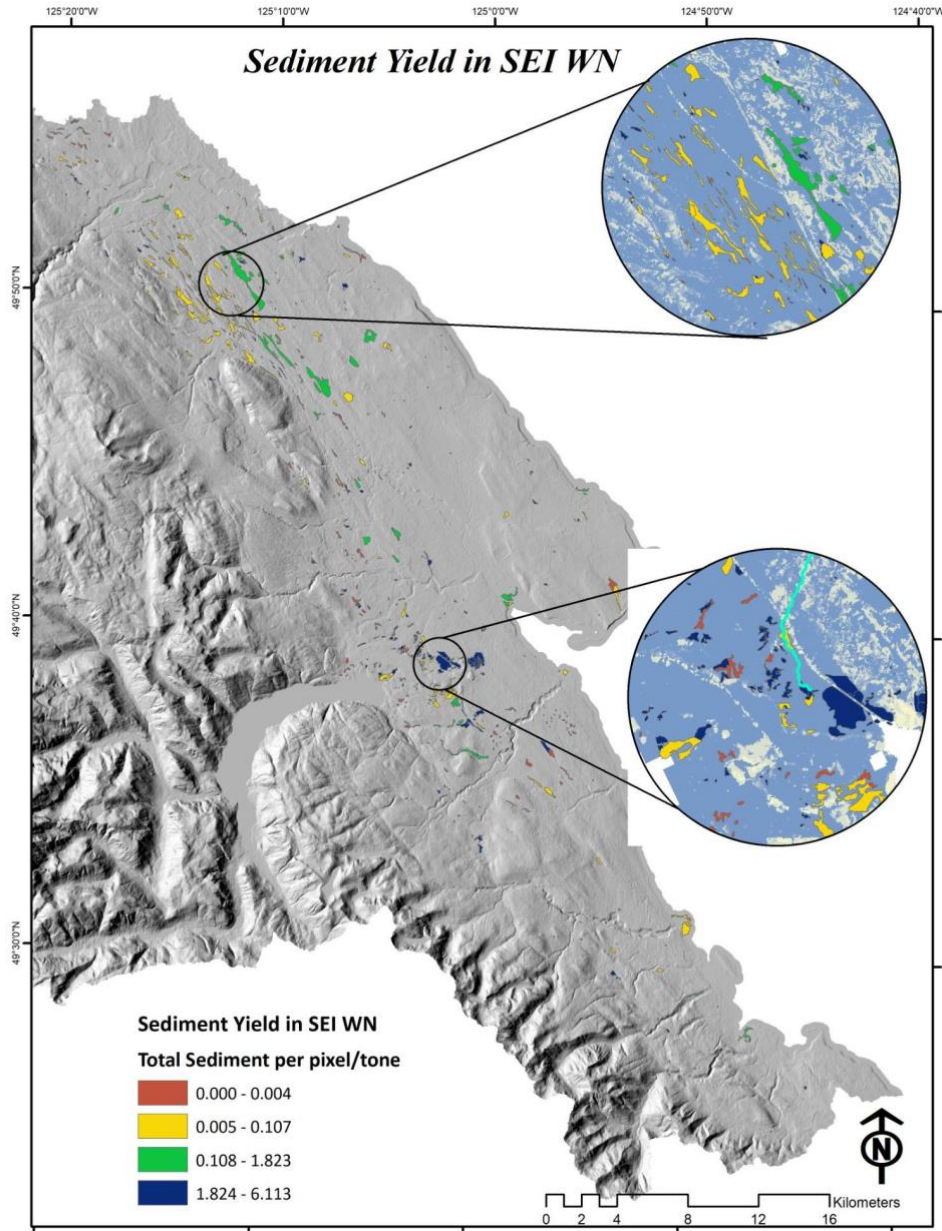 125°20'0"W 125°10'0"W 125°0'0"W 124°50'0"W 124°40'0"W
Sediment Yield in SEI WN
49°50'0"N
49°40'0"N
49°30'0"N
Sediment Yield in SEI WN
Total Sediment per pixel/tone
0.000 - 0.004
0.005 - 0.107
0.108 - 1.823
1.824 - 6.113
N
Kilometers
0 2 4 8 12 16